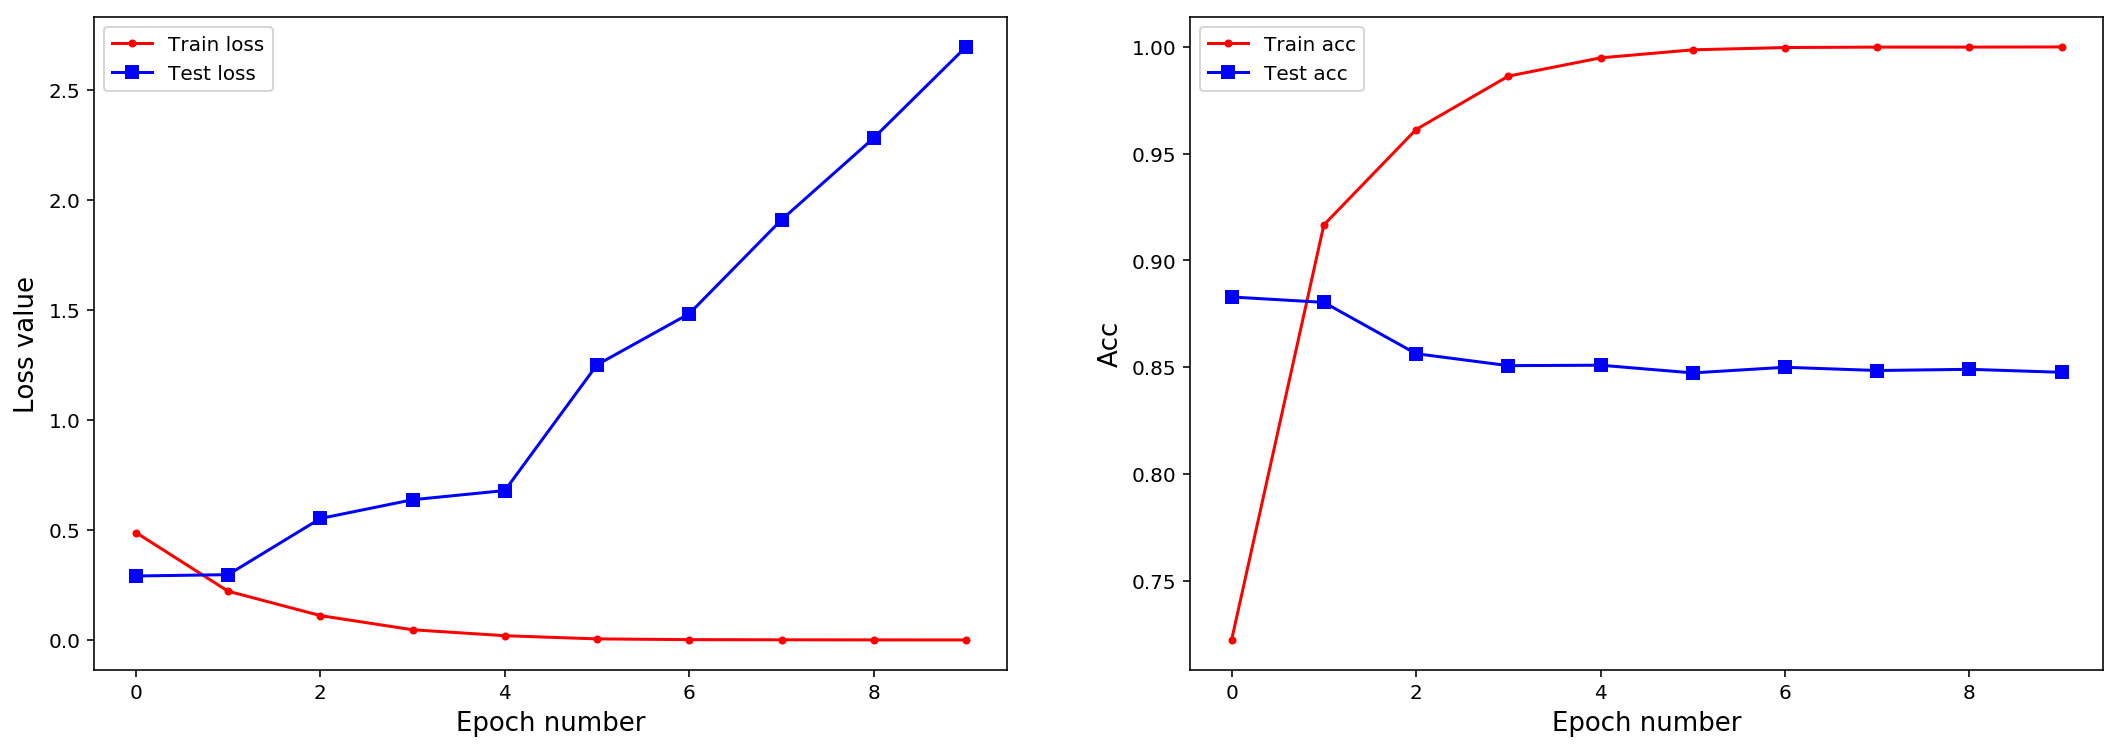 Train loss
Test loss
2.5
2.0
1.5
1.0
0.5
0.0
Loss value
0 2 4 6 8
Epoch number
Train acc
Test acc
1.00
0.95
0.90
0.85
0.80
0.75
Acc
0 2 4 6 8
Epoch number